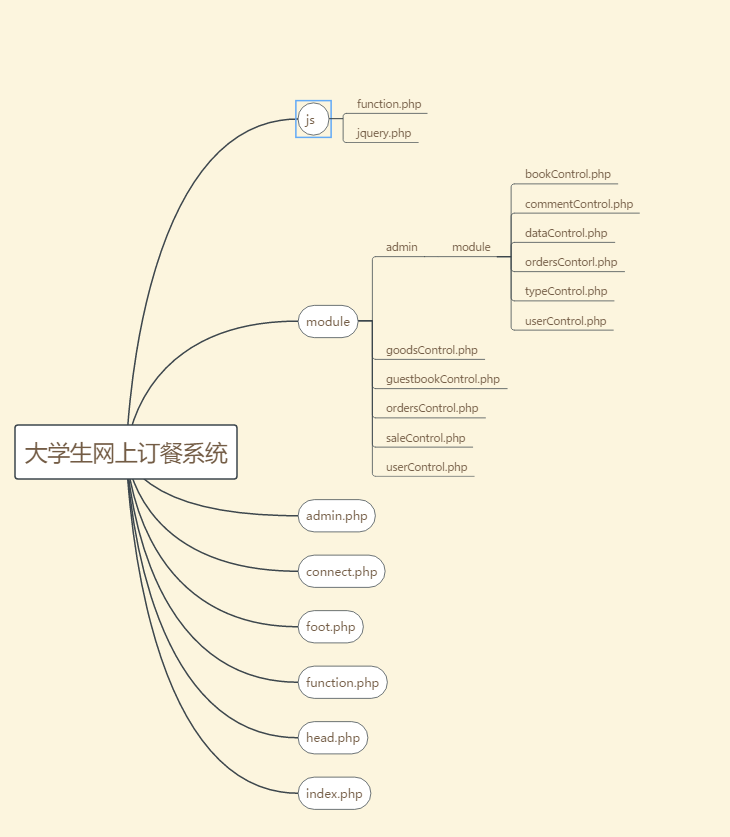 js
function.php
jquery.php
大学生网上订餐系统
module
admin
module
bookControl.php
commentControl.php
dataControl.php
ordersContorl.php
typeControl.php
userControl.php
goodsControl.php
guestbookControl.php
ordersControl.php
saleControl.php
userControl.php
admin.php
connect.php
foot.php
function.php
head.php
index.php